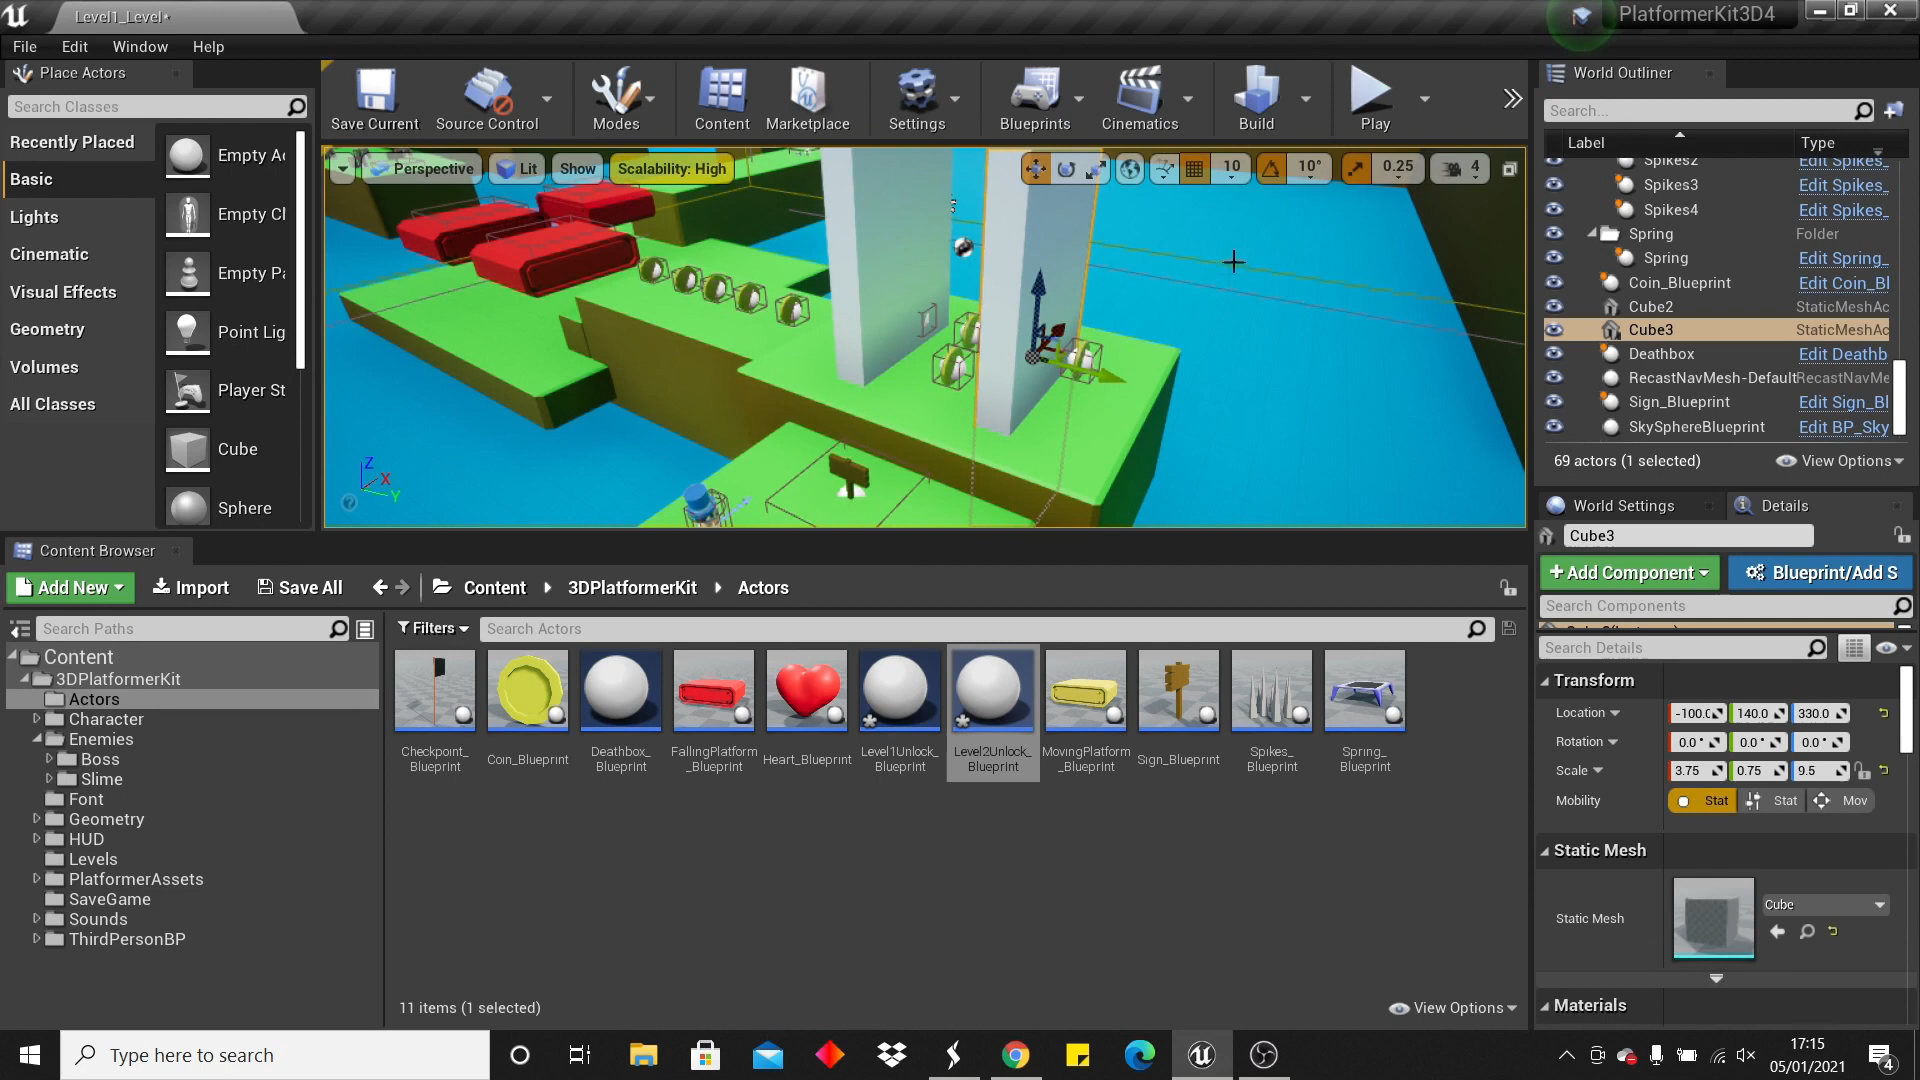 Level1_Level*
PlatformerKit3D4
File Edit Window Help
Place Actors
Search Classes
Recently Placed
Basic
Lights
Cinematic
Visual Effects
Geometry
Volumes
All Classes
Empty Ac
Empty Cl
Empty Pa
Point Lig
Player St
Cube
Sphere
Save Current
Source Control
Modes
Content
Marketplace
Settings
Blueprints
Cinematics
Build
Play
Perspective
Lit
Show
Scalability: High
10
10°
0.25
4
Z
X
Y
World Outliner
Search...
Label Type
Spikes2 Edit Spikes_
Spikes3 Edit Spikes_
Spikes4 Edit Spikes_
Spring Folder
Spring Edit Spring_
Coin_Blueprint Edit Coin_Bl
Cube2 StaticMeshAc
Cube3 StaticMeshAc
Deathbox Edit Deathb
RecastNavMesh-Default RecastNavMe
Sign_Blueprint Edit Sign_Bl
SkySphereBlueprint Edit BP_Sky
69 actors (1 selected)
View Options
World Settings
Details
Cube3
+ Add Component
Blueprint/Add S
Search Components
Search Details
Transform
Location -100.0 140.0 330.0
Rotation 0.0° 0.0° 0.0°
Scale 3.75 0.75 9.5
Mobility Stat Stat Mov
Static Mesh
Static Mesh
Cube
Materials
Content Browser
Add New
Import
Save All
Content
3DPlatformerKit
Actors
Search Paths
Filters
Search Actors
Content
3DPlatformerKit
Actors
Character
Enemies
Boss
Slime
Font
Geometry
HUD
Levels
PlatformerAssets
SaveGame
Sounds
ThirdPersonBP
Checkpoint_
Blueprint
Coin_Blueprint
Deathbox_
Blueprint
FallingPlatform
_Blueprint
Heart_Blueprint
Level1Unlock_
Blueprint
Level2Unlock_
Blueprint
MovingPlatform
_Blueprint
Sign_Blueprint
Spikes_
Blueprint
Spring_
Blueprint
11 items (1 selected)
View Options
Type here to search
17:15
05/01/2021
4